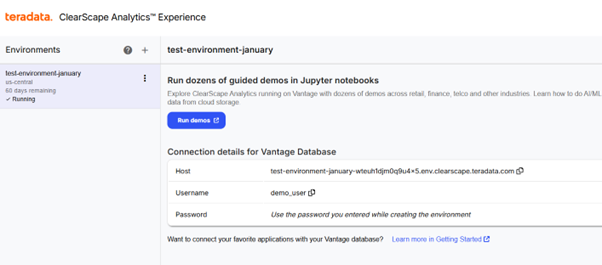 teradata. ClearScape Analytics™ Experience
Environments
test-environment-january
us-central
60 days remaining
✓ Running
test-environment-january
Run dozens of guided demos in Jupyter notebooks
Explore ClearScape Analytics running on Vantage with dozens of demos across retail, finance, telco and other industries. Learn how to do AI/ML
data from cloud storage.
Run demos
Connection details for Vantage Database
Host
test-environment-january-wteuh1djm0q9u4x5.env.clearscape.teradata.com
Username
demo_user
Password
Use the password you entered while creating the environment
Want to connect your favorite applications with your Vantage database? Learn more in Getting Started